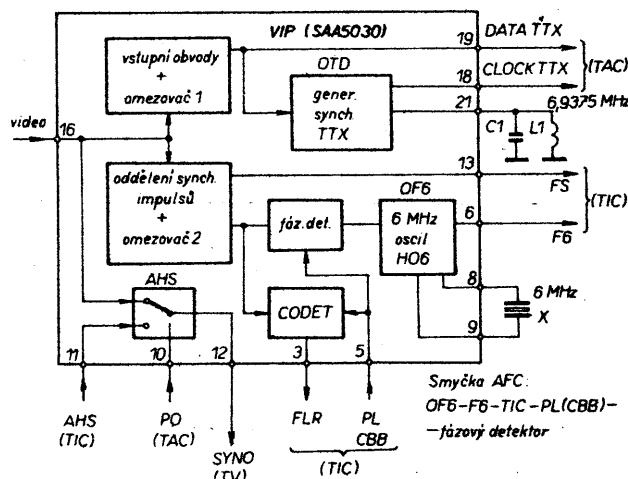 VIP (SAA5030)
19
DATA TTX
vstupní obvody
+
omezovač 1
OTD
gener.
synch
TTX
18
CLOCK TTX
(TAC)
21
6,9375 MHz
C1
L1
video
16
oddělení synch.
impulsů
+
omezovač 2
13
FS
OF6
fáz. det.
6 MHz
oscil
HO6
6
F6
(TIC)
AHS
CODET
8
6 MHz
X
9
11
10
12
3
5
AHS
(TIC)
PO
(TAC)
SYNO
(TV)
FLR
PL
CBB
(TIC)
Smyčka AFC:
OF6-F6-TIC-PL(CBB)-
-fázový detektor